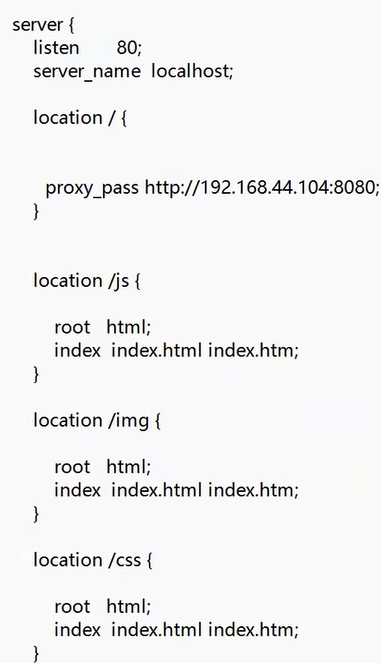 server {
listen 80;
server_name localhost;
location / {
proxy_pass http://192.168.44.104:8080;
}
location /js {
root html;
index index.html index.htm;
}
location /img {
root html;
index index.html index.htm;
}
location /css {
root html;
index index.html index.htm;
}